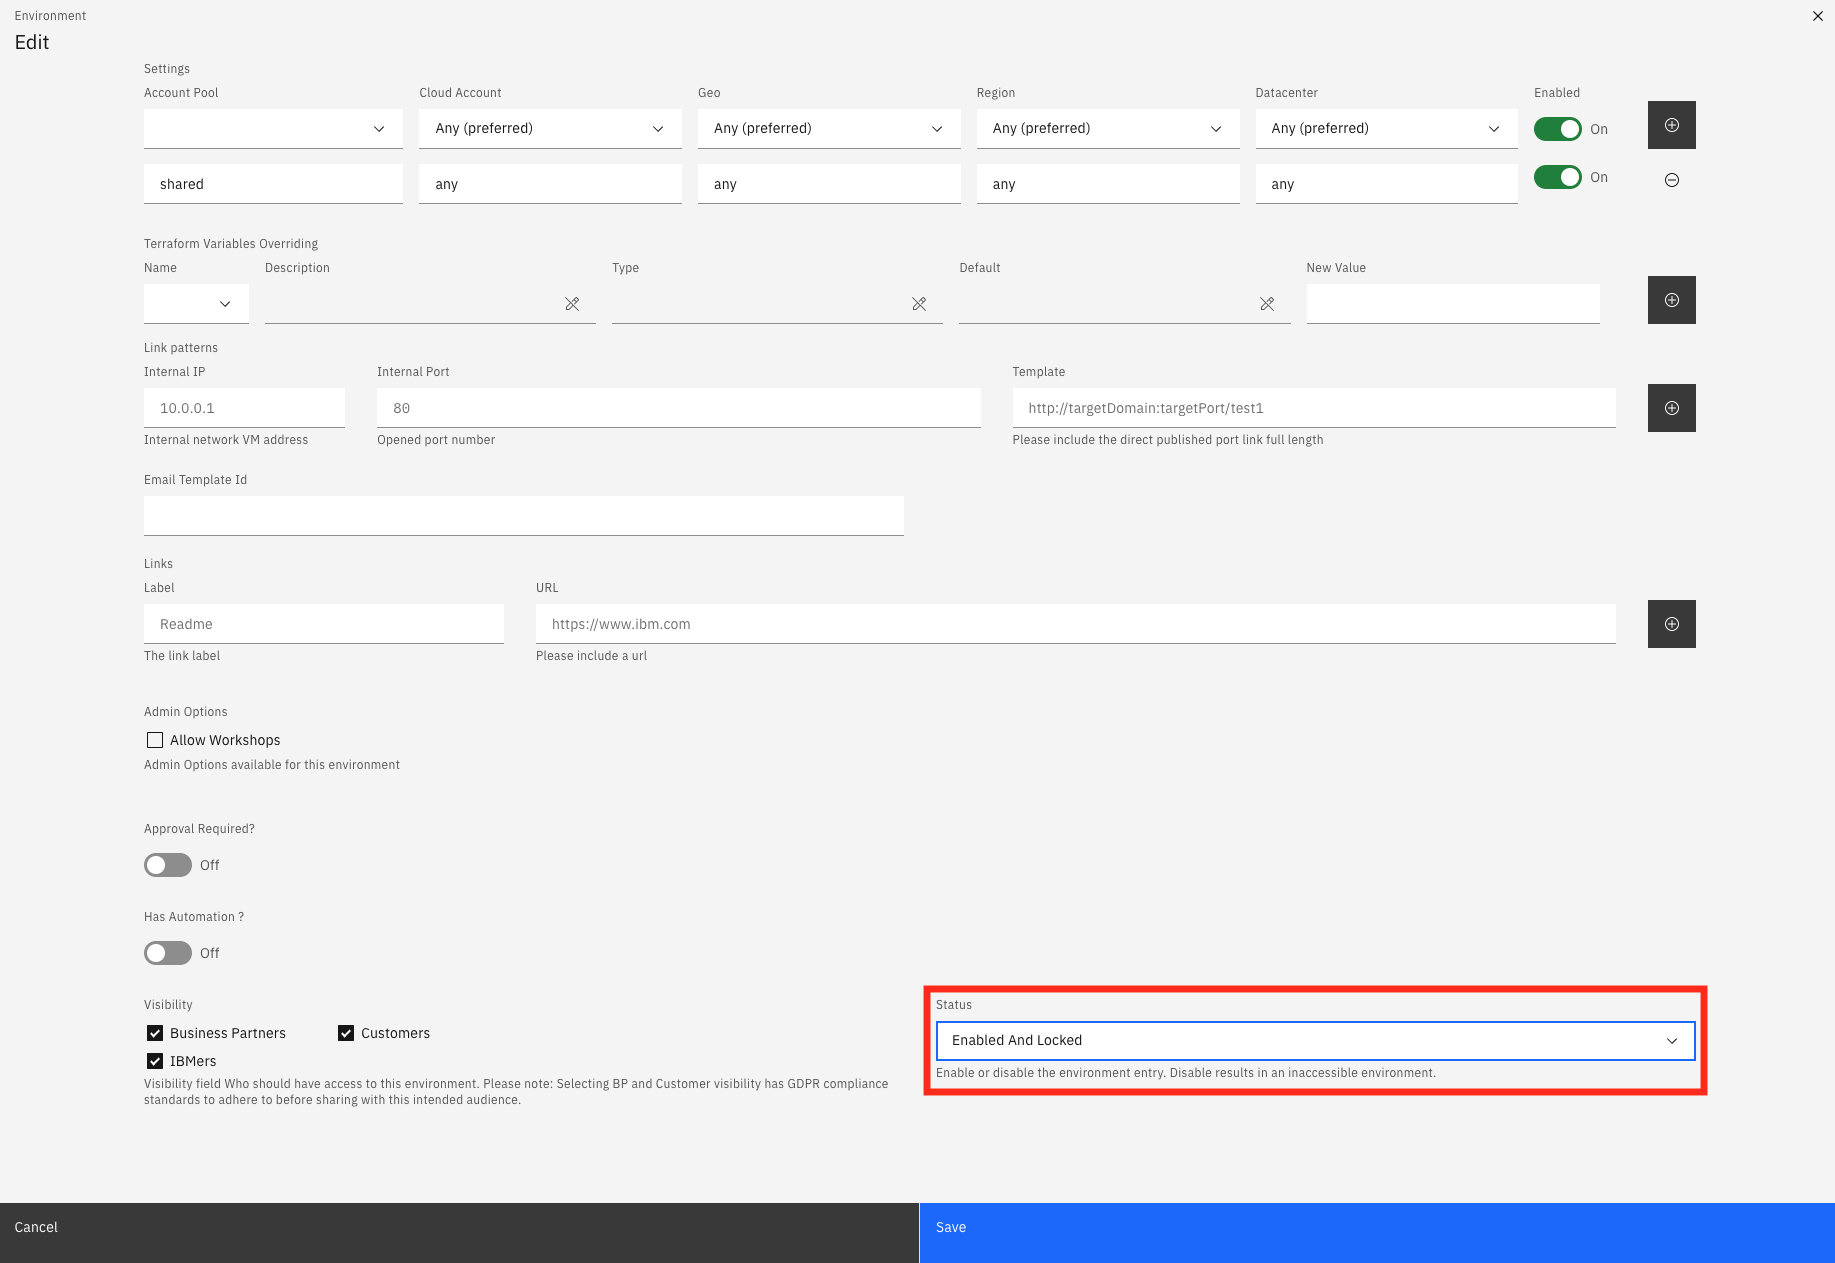 Environment
Edit
Settings
Account Pool Cloud Account Geo Region Datacenter Enabled
Any (preferred) Any (preferred) Any (preferred) Any (preferred) On
shared any any any any On
Terraform Variables Overriding
Name Description Type Default New Value
Link patterns
Internal IP Internal Port Template
10.0.0.1 80 http://targetDomain:targetPort/test1
Internal network VM address Opened port number Please include the direct published port link full length
Email Template Id
Links
Label URL
Readme https://www.ibm.com
The link label Please include a url
Admin Options
Allow Workshops
Admin Options available for this environment
Approval Required?
Off
Has Automation ?
Off
Visibility Status
Business Partners Customers Enabled And Locked
IBMers
Enable or disable the environment entry. Disable results in an inaccessible environment.
Visibility field Who should have access to this environment. Please note: Selecting BP and Customer visibility has GDPR compliance
standards to adhere to before sharing with this intended audience.
Cancel Save